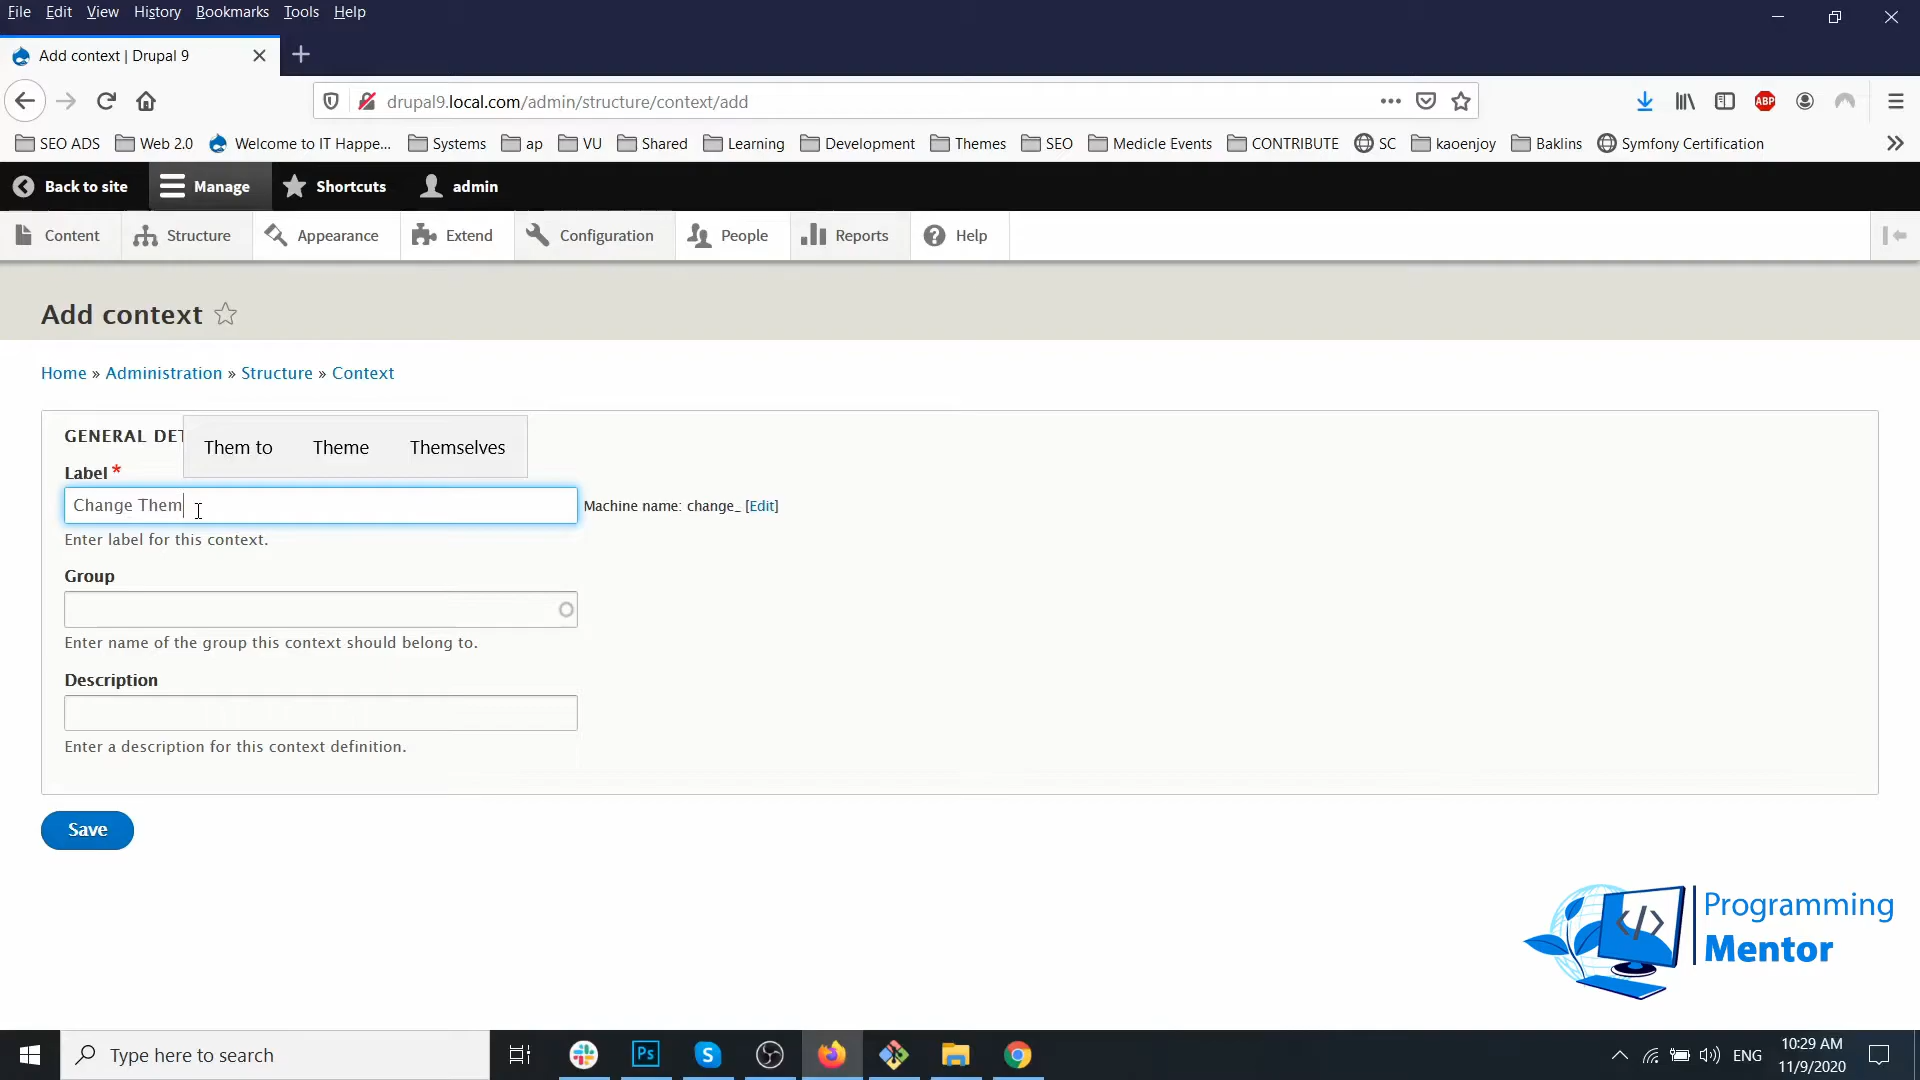 File Edit View History Bookmarks Tools Help
Add context | Drupal 9
drupal9.local.com/admin/structure/context/add
ABP
SEO ADS Web 2.0 Welcome to IT Happe... Systems ap VU Shared Learning Development Themes SEO Medicle Events CONTRIBUTE SC kaoenjoy Baklins Symfony Certification
Back to site Manage Shortcuts admin
Content Structure Appearance Extend Configuration People Reports Help
Add context
Home » Administration » Structure » Context
GENERAL DET
Them to Theme Themselves
Label *
Change Them
Machine name: change_ [Edit]
Enter label for this context.
Group
Enter name of the group this context should belong to.
Description
Enter a description for this context definition.
Save
</>
Programming
Mentor
Type here to search
Ps
S
ENG
10:29 AM
11/9/2020